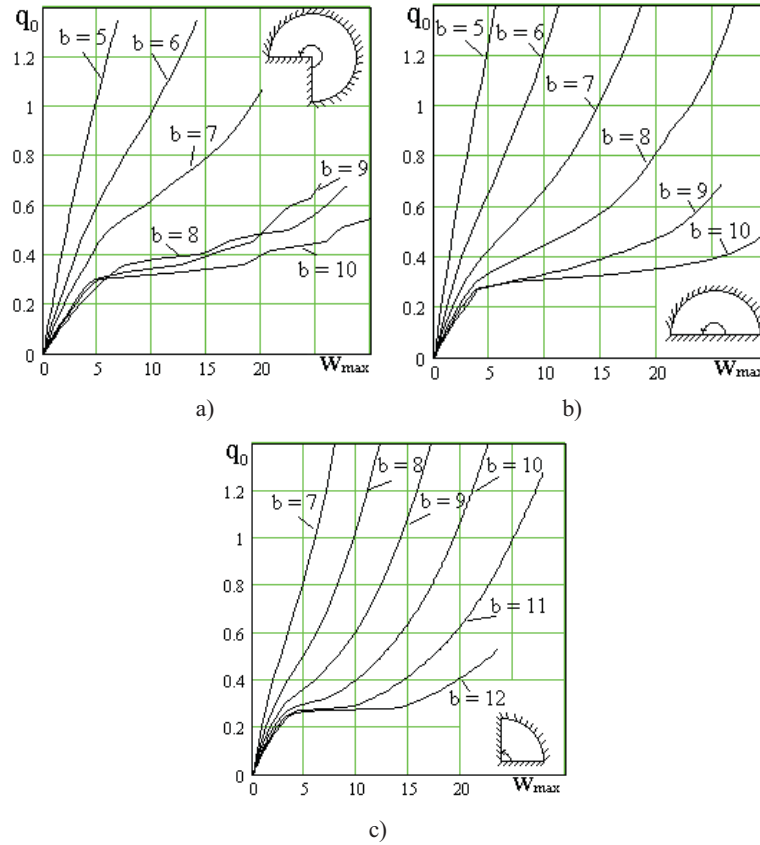 q₀
1.2
1
0.8
0.6
0.4
0.2
0
5
10
15
20
Wmax
b = 5
b = 6
b = 7
b = 8
b = 9
b = 10
a)
q₀
1.2
1
0.8
0.6
0.4
0.2
0
5
10
15
20
Wmax
b = 5
b = 6
b = 7
b = 8
b = 9
b = 10
b)
q₀
1.2
1
0.8
0.6
0.4
0.2
0
0
5
10
15
20
Wmax
b = 7
b = 8
b = 9
b = 10
b = 11
b = 12
c)